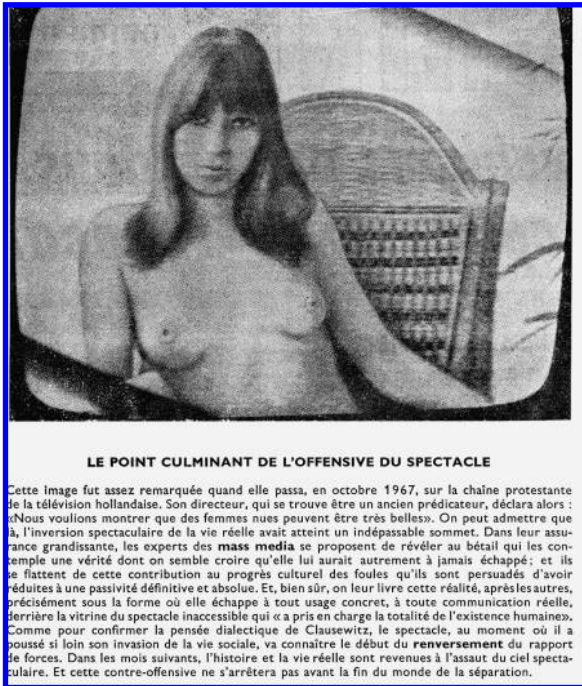 LE POINT CULMINANT DE L'OFFENSIVE DU SPECTACLE
Cette image fut assez remarquée quand elle passa, en octobre 1967, sur la chaîne protestante
de la télévision hollandaise. Son directeur, qui se trouve être un ancien prédicateur, déclara alors :
«Nous voulions montrer que des femmes nues peuvent être très belles». On peut admettre que
là, l'inversion spectaculaire de la vie réelle avait atteint un indépassable sommet. Dans leur assu-
rance grandissante, les experts des mass media se proposent de révéler au bétail qui les con-
temple une vérité dont on semble croire qu'elle lui aurait autrement à jamais échappé; et ils
se flattent de cette contribution au progrès culturel des foules qu'ils sont persuadés d'avoir
réduites à une passivité définitive et absolue. Et, bien sûr, on leur livre cette réalité, après les autres,
précisément sous la forme où elle échappe à tout usage concret, à toute communication réelle,
derrière la vitrine du spectacle inaccessible qui «a pris en charge la totalité de l'existence humaine».
Comme pour confirmer la pensée dialectique de Clausewitz, le spectacle, au moment où il a
poussé si loin son invasion de la vie sociale, va connaître le début du renversement du rapport
de forces. Dans les mois suivants, l'histoire et la vie réelle sont revenues à l'assaut du ciel specta-
culaire. Et cette contre-offensive ne s'arrêtera pas avant la fin du monde de la séparation.